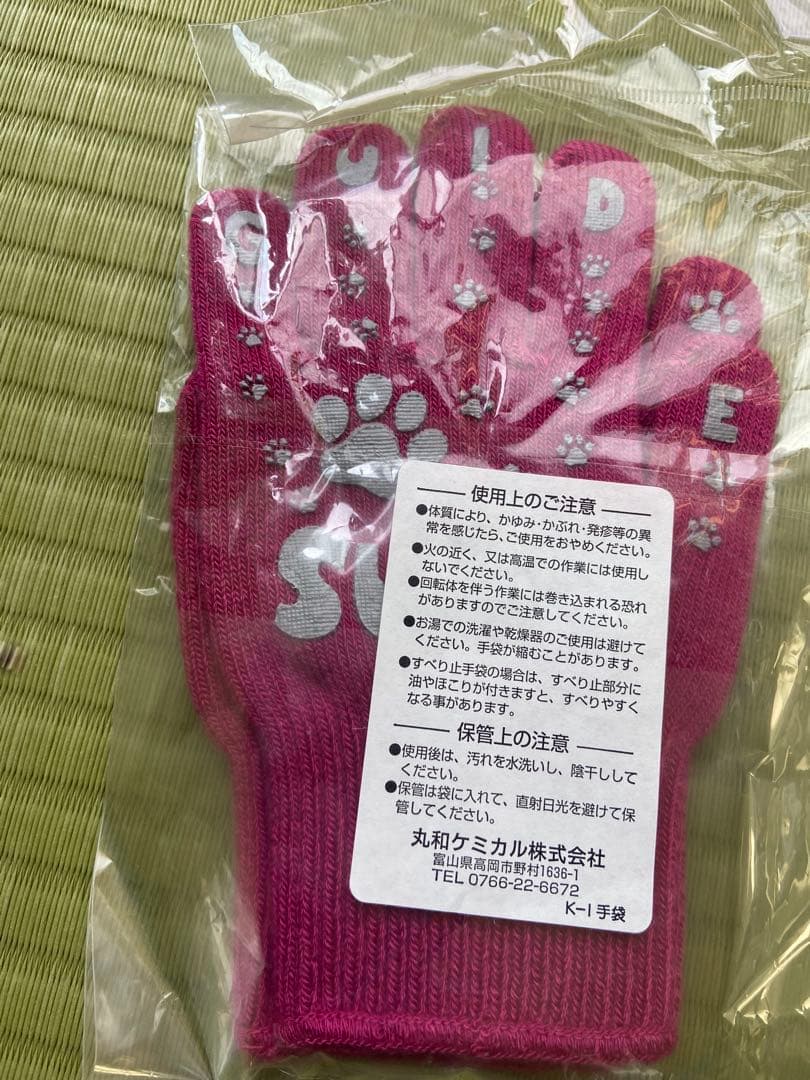 G U I D E
SU
使用上のご注意
●体質により、かゆみ・かぶれ・発疹等の異
常を感じたら、ご使用をおやめください。
●火の近く、又は高温での作業には使用し
ないでください。
●回転体を伴う作業には巻き込まれる恐れ
がありますのでご注意してください。
●お湯での洗濯や乾燥器のご使用は避けて
ください。手袋が縮むことがあります。
●すべり止手袋の場合は、すべり止部分に
油やほこりが付きますと、すべりやすく
なる事があります。
保管上の注意
●使用後は、汚れを水洗いし、陰干しして
ください。
●保管は袋に入れて、直射日光を避けて保
管してください。
丸和ケミカル株式会社
富山県高岡市野村1636-1
TEL 0766-22-6672
K-I 手袋